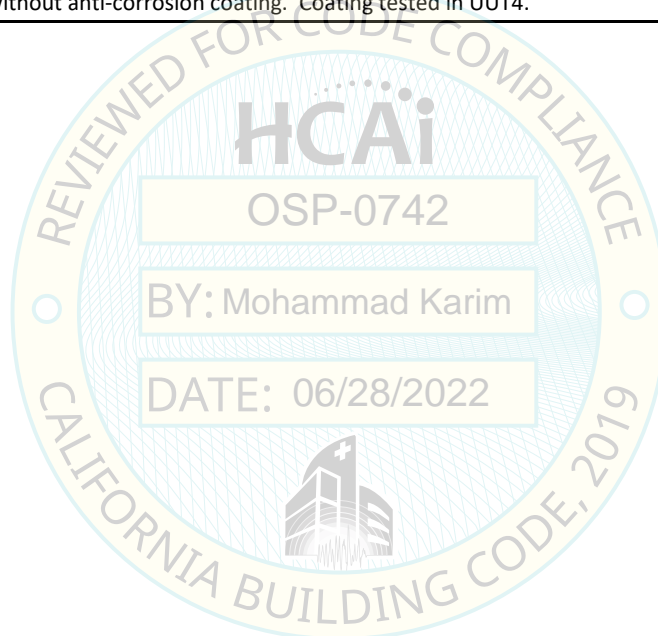 without anti-corrosion coating. Coating tested in UUT4.
REVIEWED FOR CODE COMPLIANCE
HCAi
OSP-0742
BY: Mohammad Karim
DATE: 06/28/2022
CALIFORNIA BUILDING CODE, 2019